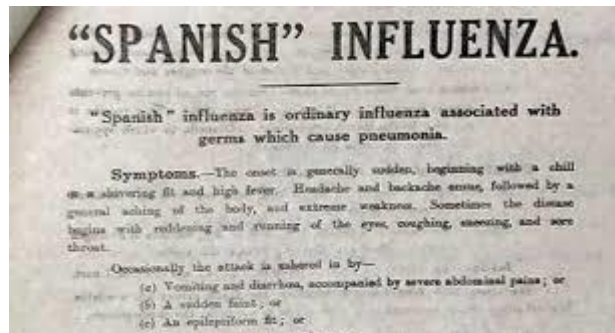 "SPANISH" INFLUENZA.
"Spanish" influenza is ordinary influenza associated with
germs which cause pneumonia.
Symptoms.—The onset is generally sudden, beginning with a chill
or a shivering fit and high fever. Headache and backache ensue, followed by a
general aching of the body, and extreme weakness. Sometimes the disease
begins with reddening and running of the eyes, coughing, sneezing, and sore
throat.
Occasionally the attack is ushered in by—
(a) Vomiting and diarrhœa, accompanied by severe abdominal pains; or
(b) A sudden faint; or
(c) An epileptiform fit; or